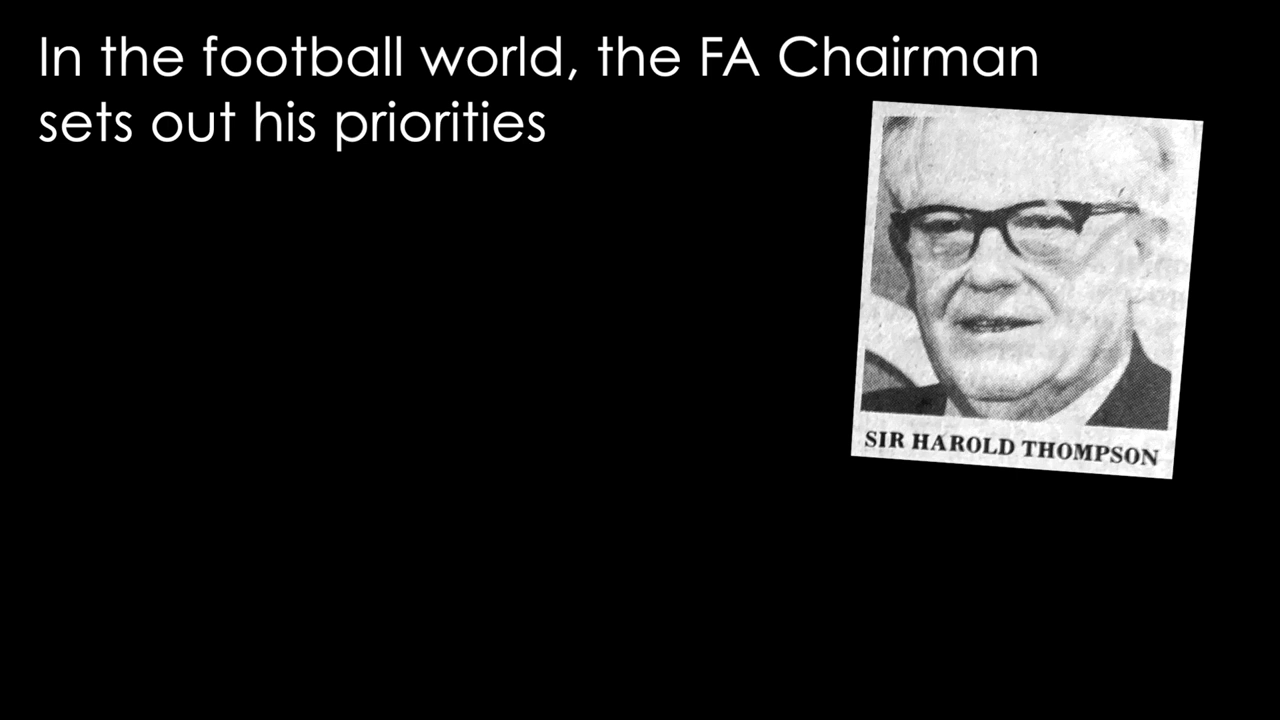 In the football world, the FA Chairman
sets out his priorities
SIR HAROLD THOMPSON